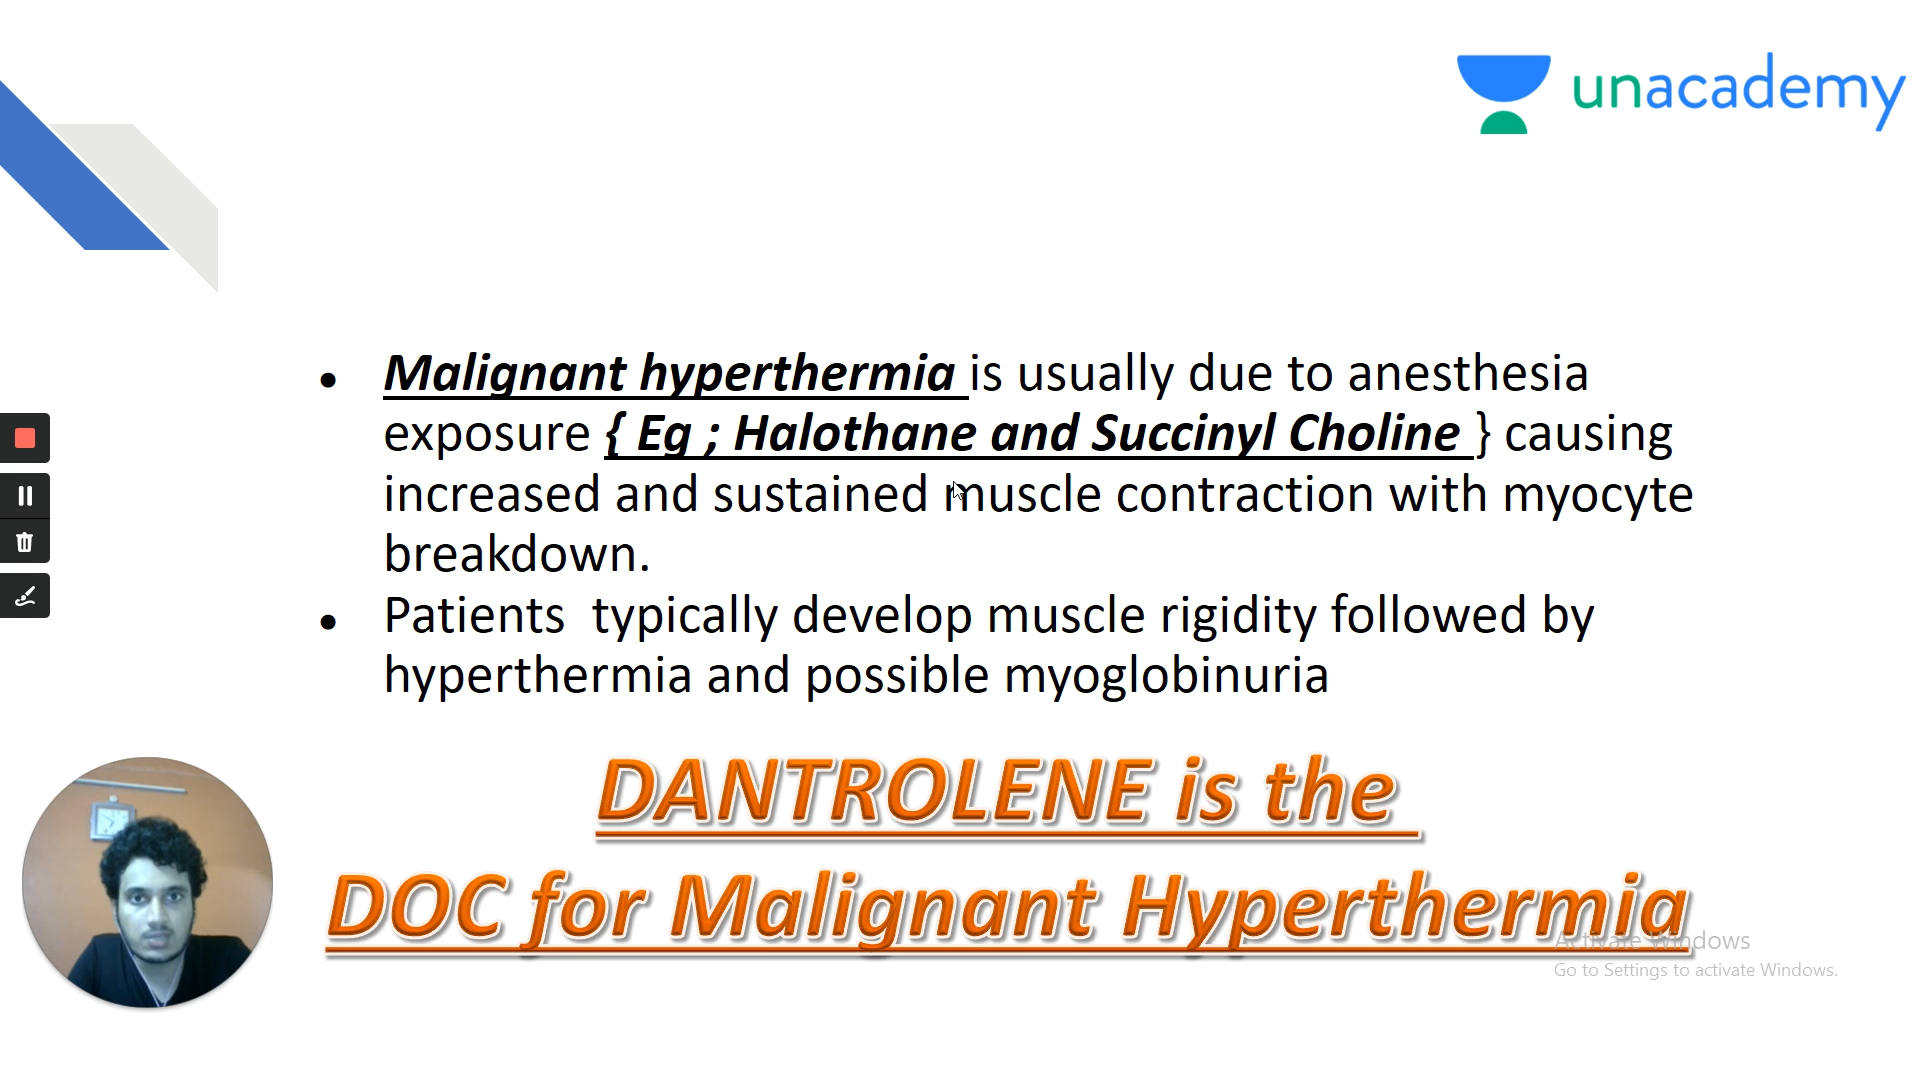 unacademy
Malignant hyperthermia is usually due to anesthesia
exposure { Eg ; Halothane and Succinyl Choline } causing
increased and sustained muscle contraction with myocyte
breakdown.
Patients  typically develop muscle rigidity followed by
hyperthermia and possible myoglobinuria
DANTROLENE is the
DOC for Malignant Hyperthermia
Activate Windows
Go to Settings to activate Windows.